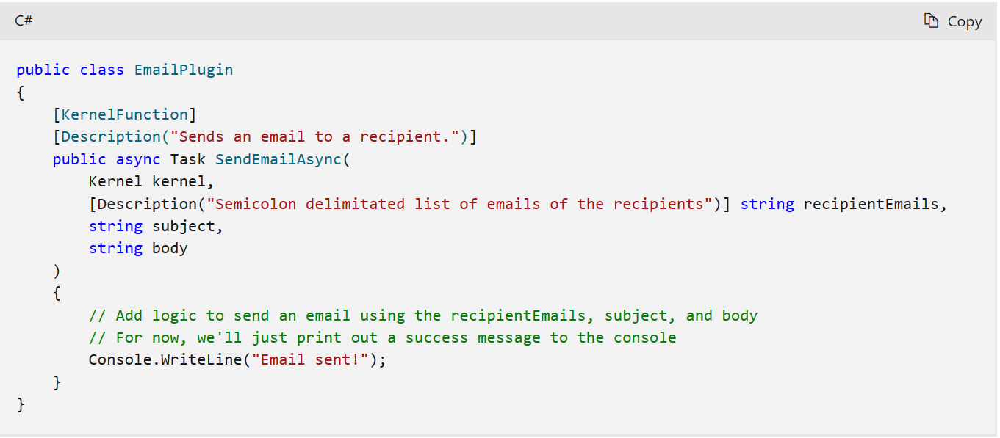 C#
Copy
public class EmailPlugin
{
    [KernelFunction]
    [Description("Sends an email to a recipient.")]
    public async Task SendEmailAsync(
        Kernel kernel,
        [Description("Semicolon delimitated list of emails of the recipients")] string recipientEmails,
        string subject,
        string body
    )
    {
        // Add logic to send an email using the recipientEmails, subject, and body
        // For now, we'll just print out a success message to the console
        Console.WriteLine("Email sent!");
    }
}